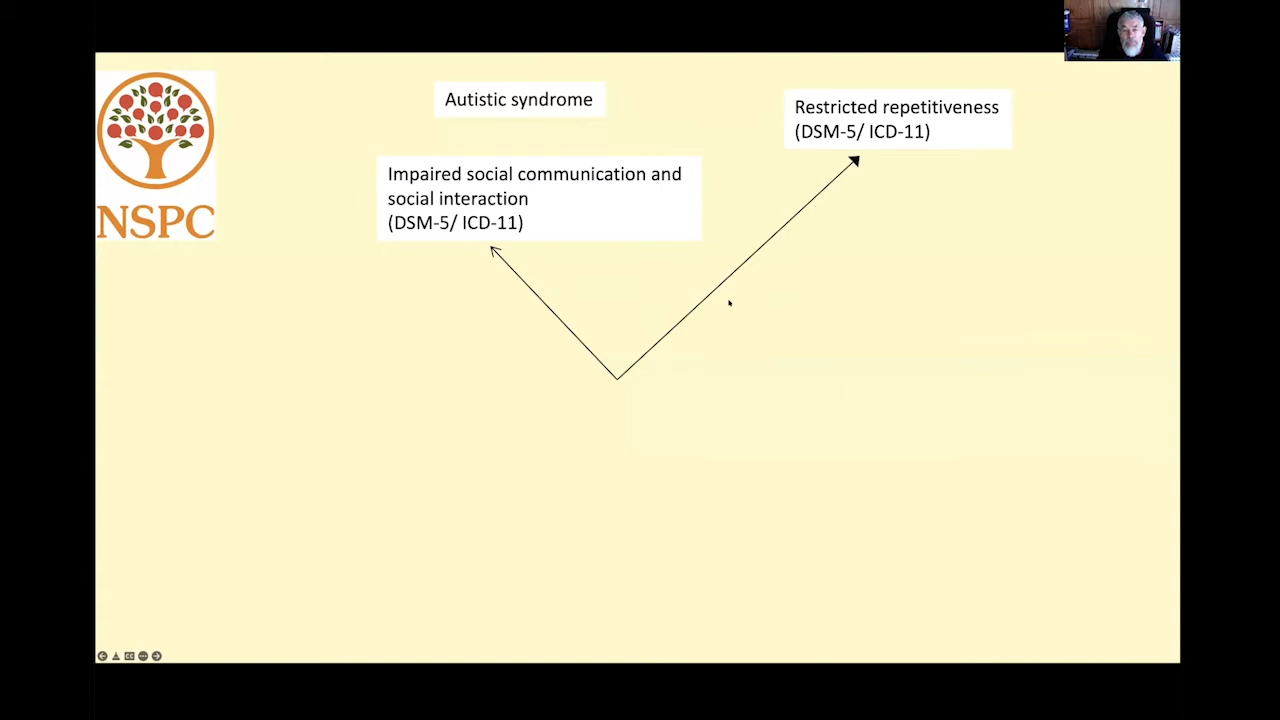 NSPC
Autistic syndrome
Impaired social communication and
social interaction
(DSM-5/ ICD-11)
Restricted repetitiveness
(DSM-5/ ICD-11)